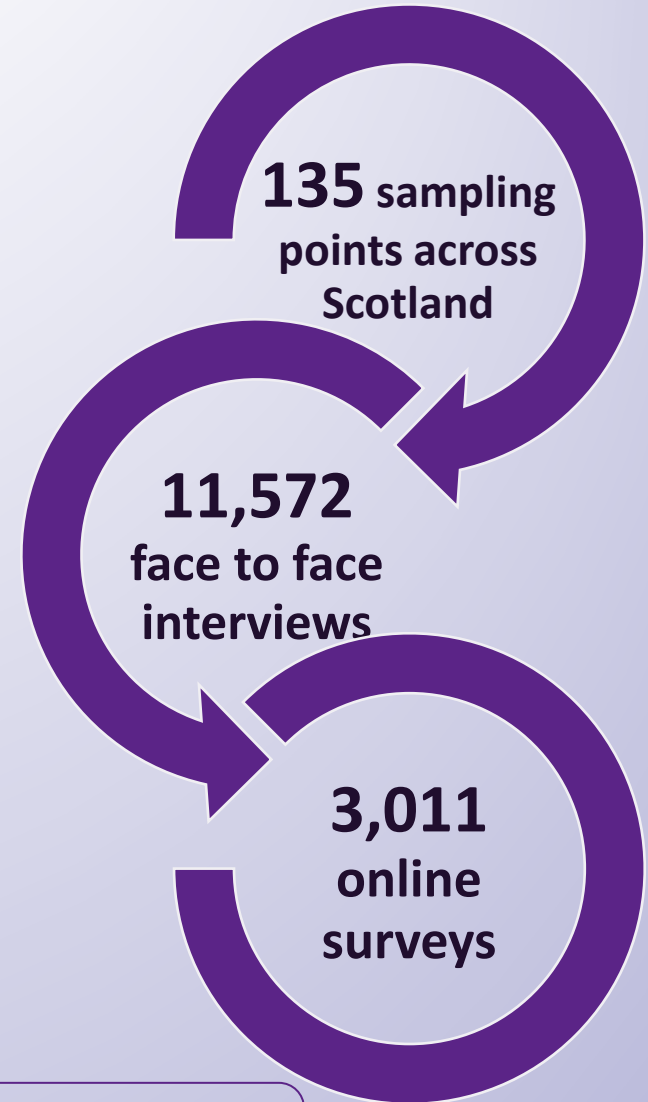 135 sampling
points across
Scotland
11,572
face to face
interviews
3,011
online
surveys